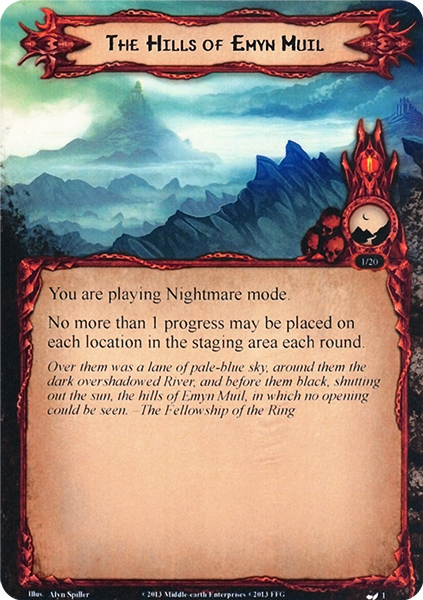 The Hills of Emyn Muil
1/20
You are playing Nightmare mode.
No more than 1 progress may be placed on
each location in the staging area each round.
Over them was a lane of pale-blue sky, around them the
dark overshadowed River, and before them black, shutting
out the sun, the hills of Emyn Muil, in which no opening
could be seen. –The Fellowship of the Ring
Illus. Alyn Spiller
©2013 Middle-earth Enterprises ©2013 FFG
1